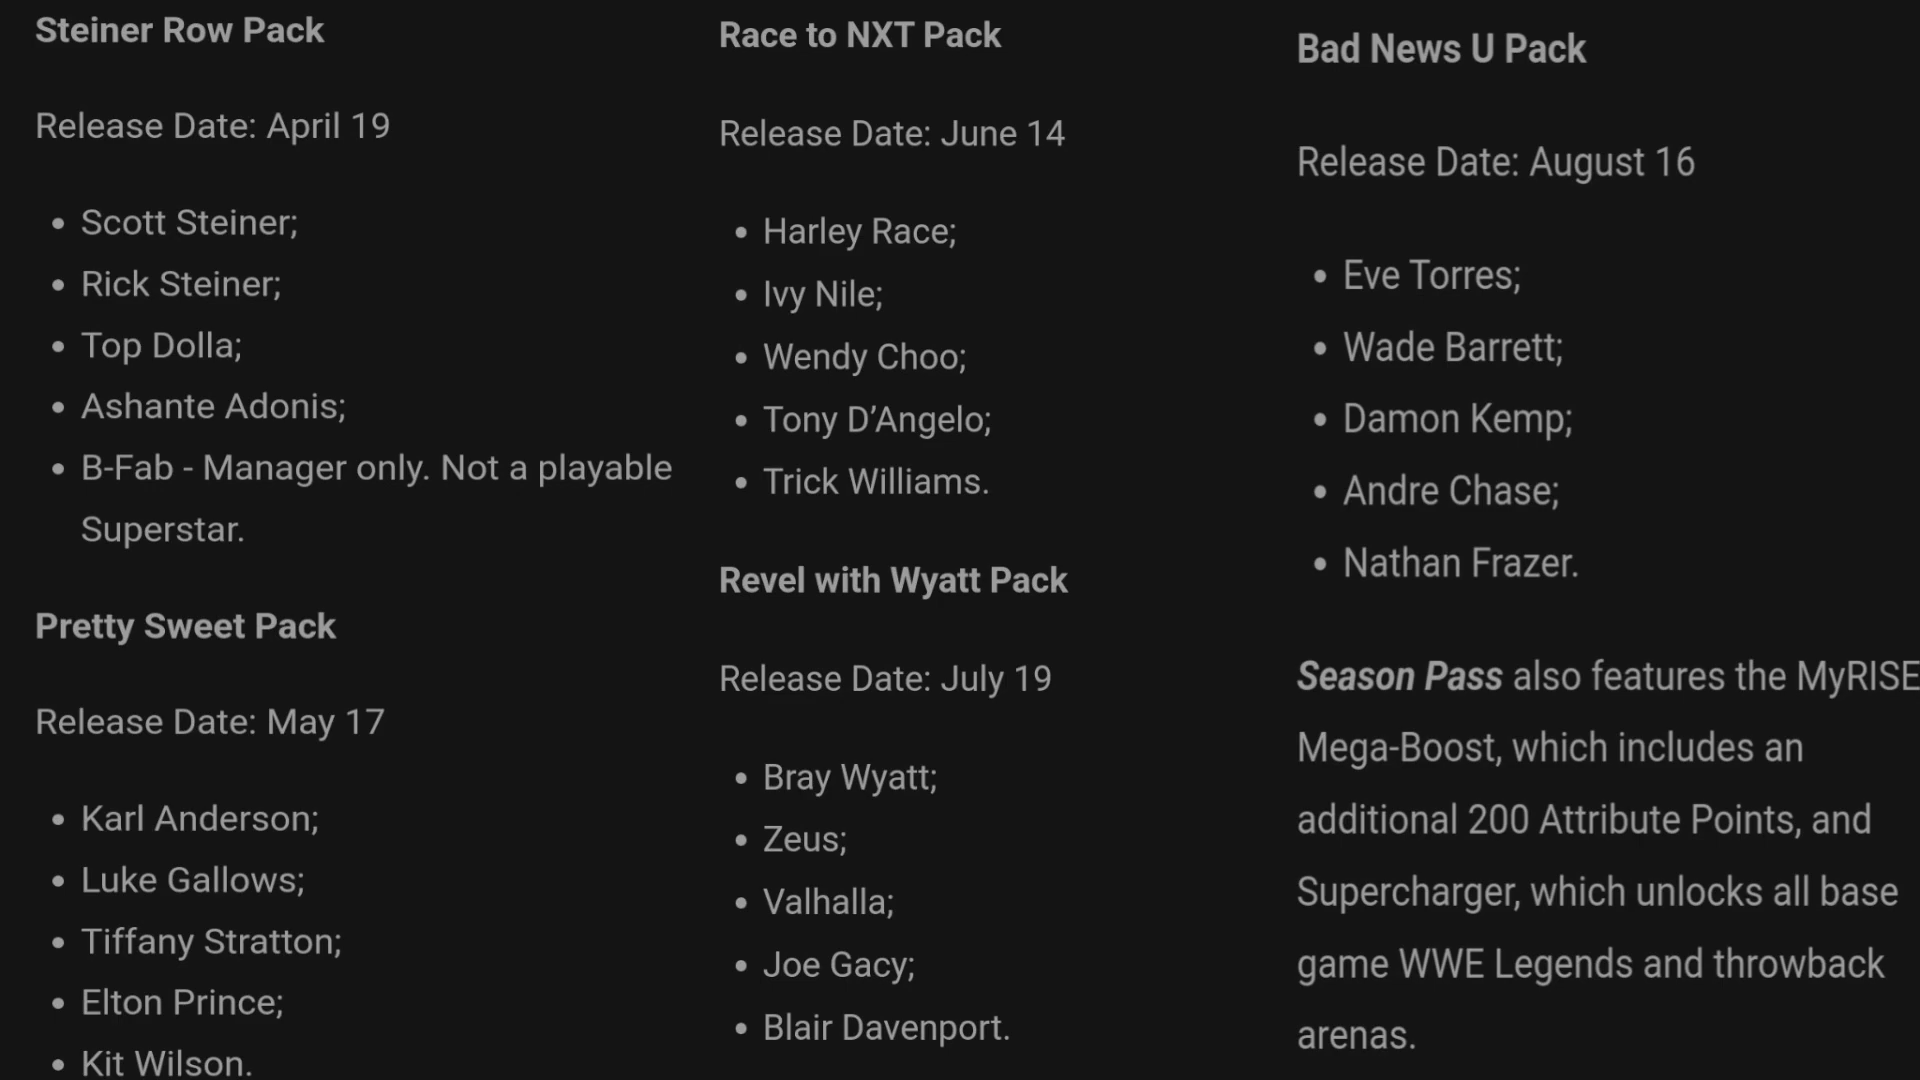 Steiner Row Pack
Release Date: April 19
• Scott Steiner;
• Rick Steiner;
• Top Dolla;
• Ashante Adonis;
• B-Fab - Manager only. Not a playable
Superstar.
Pretty Sweet Pack
Release Date: May 17
• Karl Anderson;
• Luke Gallows;
• Tiffany Stratton;
• Elton Prince;
• Kit Wilson.
Race to NXT Pack
Release Date: June 14
• Harley Race;
• Ivy Nile;
• Wendy Choo;
• Tony D’Angelo;
• Trick Williams.
Revel with Wyatt Pack
Release Date: July 19
• Bray Wyatt;
• Zeus;
• Valhalla;
• Joe Gacy;
• Blair Davenport.
Bad News U Pack
Release Date: August 16
• Eve Torres;
• Wade Barrett;
• Damon Kemp;
• Andre Chase;
• Nathan Frazer.
Season Pass also features the MyRISE
Mega-Boost, which includes an
additional 200 Attribute Points, and
Supercharger, which unlocks all base
game WWE Legends and throwback
arenas.